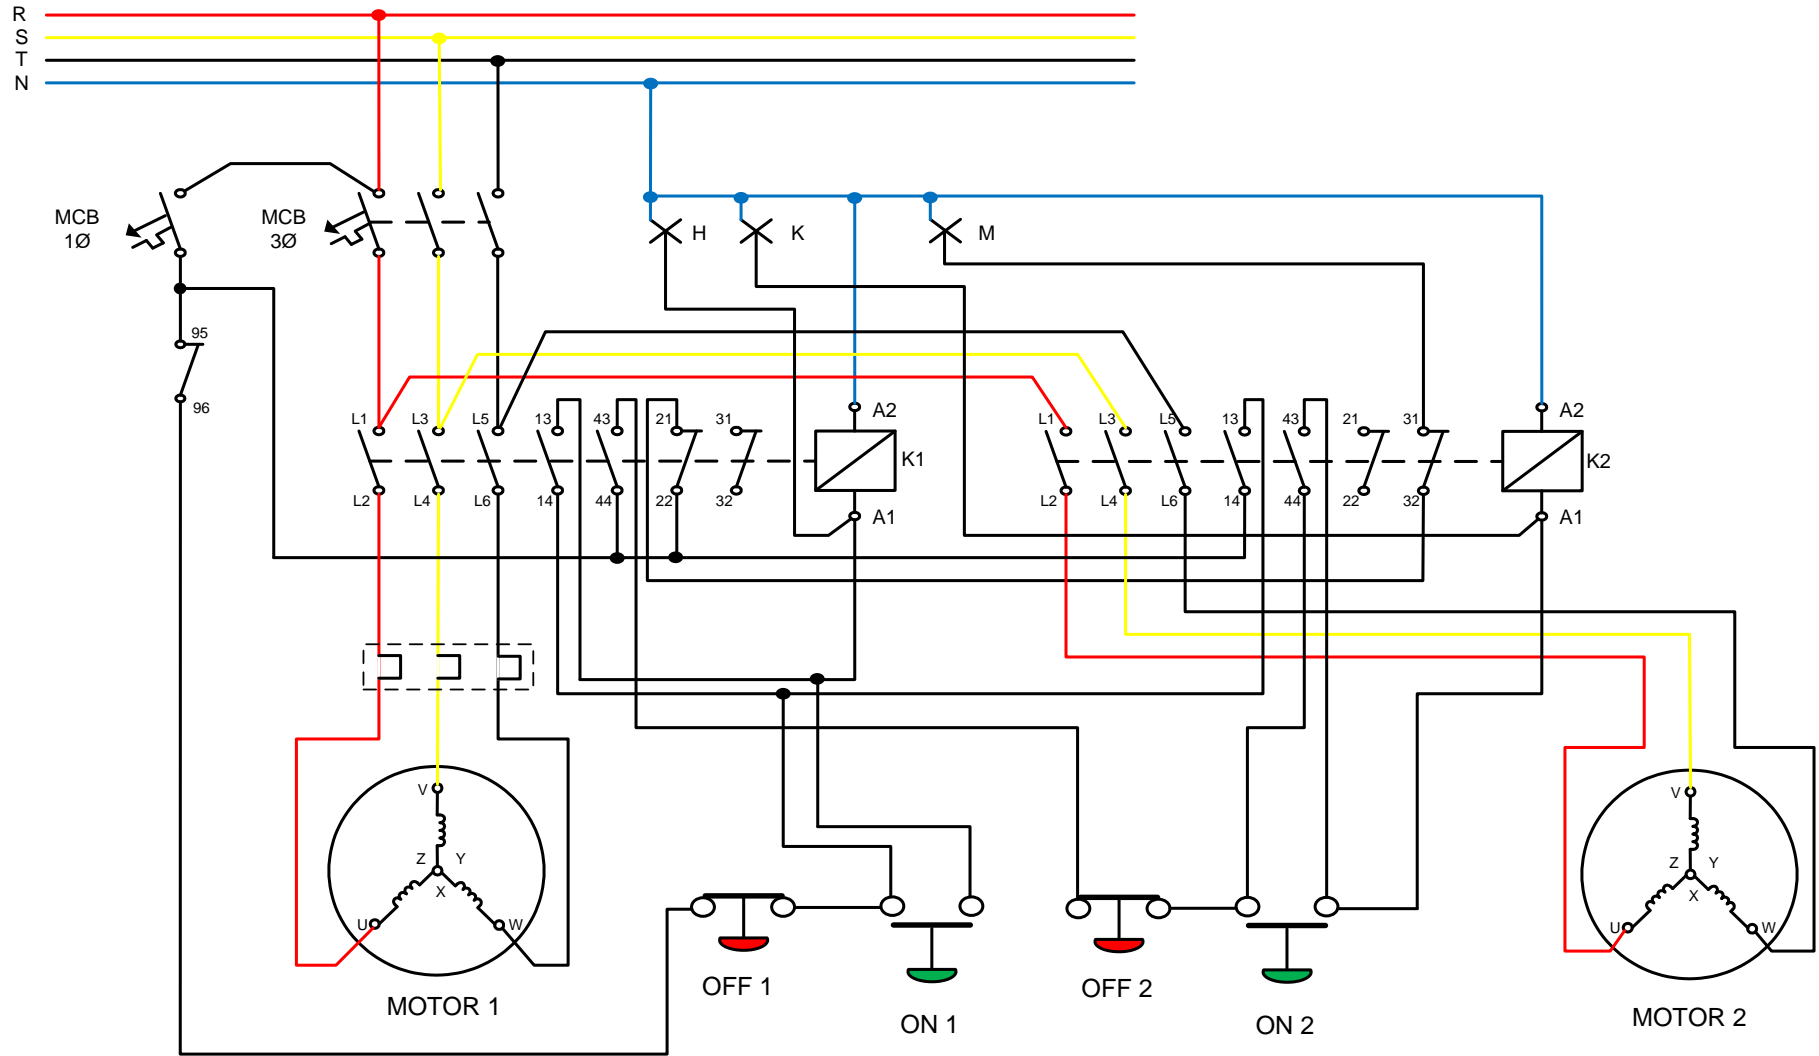 R
S
T
N
MCB
1Ø
MCB
3Ø
H
K
M
95
96
L1
L3
L5
13
43
21
31
A2
K1
L2
L4
L6
14
44
22
32
A1
L1
L3
L5
13
43
21
31
A2
K2
L2
L4
L6
14
44
22
32
A1
V
Z
Y
X
U
W
MOTOR 1
OFF 1
ON 1
OFF 2
ON 2
V
Z
Y
X
U
W
MOTOR 2